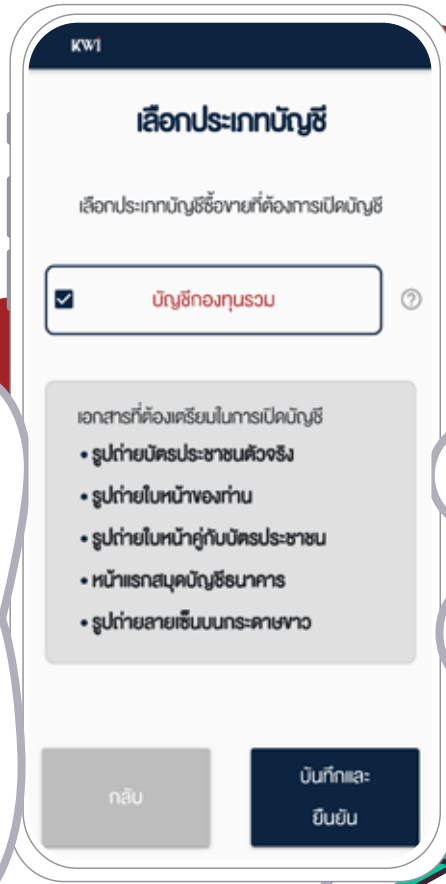 KWI
เลือกประเภทบัญชี
เลือกประเภทบัญชีซื้อขายที่ต้องการเปิดบัญชี
บัญชีกองทุนรวม
?
เอกสารที่ต้องเตรียมในการเปิดบัญชี
• รูปถ่ายบัตรประชาชนตัวจริง
• รูปถ่ายใบหน้าของท่าน
• รูปถ่ายใบหน้าคู่กับบัตรประชาชน
• หน้าแรกสมุดบัญชีธนาคาร
• รูปถ่ายลายเซ็นบนกระดาษขาว
กลับ
บันทึกและ
ยืนยัน